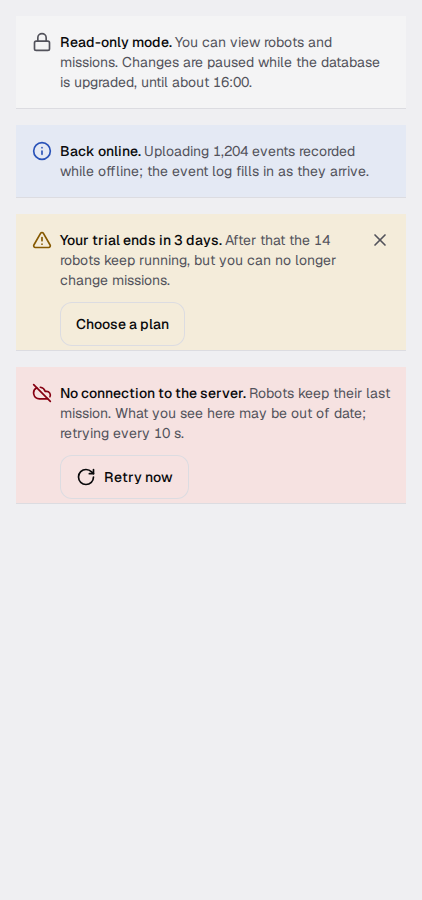 Read-only mode. You can view robots and
missions. Changes are paused while the database
is upgraded, until about 16:00.
Back online. Uploading 1,204 events recorded
while offline; the event log fills in as they arrive.
Your trial ends in 3 days. After that the 14
robots keep running, but you can no longer
change missions.
Choose a plan
No connection to the server. Robots keep their last
mission. What you see here may be out of date;
retrying every 10 s.
Retry now